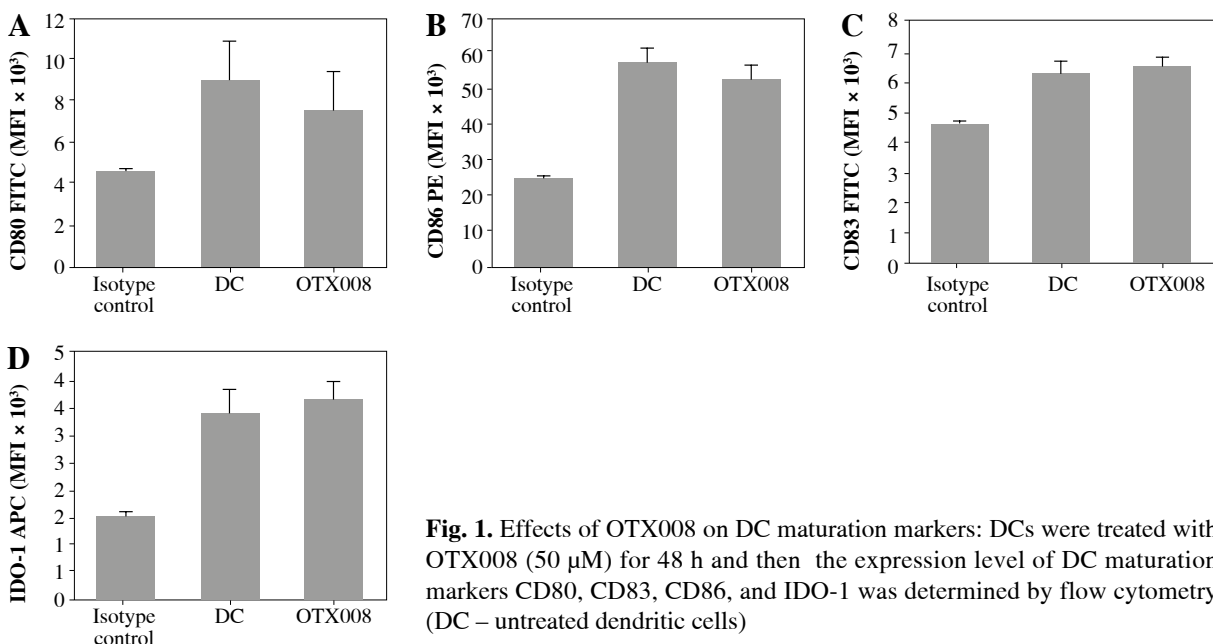 A
CD80 FITC (MFI × 10³)
12
10
8
6
4
2
0
Isotype
control
DC
OTX008
B
CD86 PE (MFI × 10³)
70
60
50
40
30
20
10
0
Isotype
control
DC
OTX008
C
CD83 FITC (MFI × 10³)
8
7
6
5
4
3
2
1
0
Isotype
control
DC
OTX008
D
IDO-1 APC (MFI × 10³)
5
4
4
3
3
2
2
1
1
0
Isotype
control
DC
OTX008
Fig. 1. Effects of OTX008 on DC maturation markers: DCs were treated with
OTX008 (50 µM) for 48 h and then the expression level of DC maturation
markers CD80, CD83, CD86, and IDO-1 was determined by flow cytometry
(DC – untreated dendritic cells)